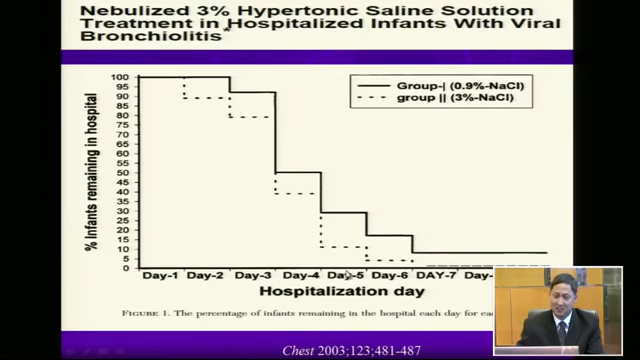 Nebulized 3% Hypertonic Saline Solution
Treatment in Hospitalized Infants With Viral
Bronchiolitis*
Group-| (0.9%-NaCl)
group || (3%-NaCl)
% Infants remaining in hospital
100
95
90
85
80
75
70
65
60
55
50
45
40
35
30
25
20
15
10
5
0
Day-1 Day-2 Day-3 Day-4 Day-5 Day-6 DAY-7 Day-
Hospitalization day
FIGURE 1. The percentage of infants remaining in the hospital each day for eac
Chest 2003;123;481-487